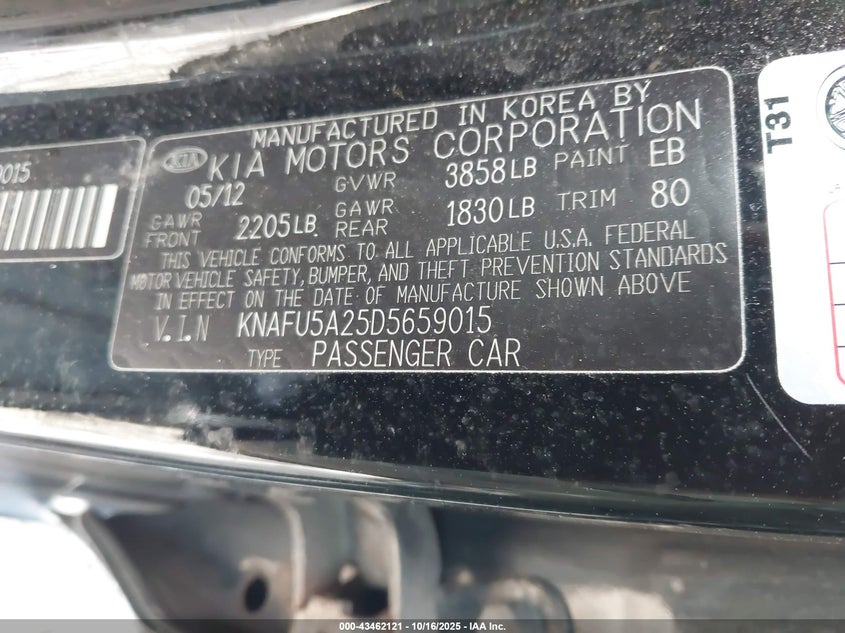 9015
MANUFACTURED IN KOREA BY
KIA KIA MOTORS CORPORATION
05/12 GVWR 3858LB PAINT EB
GAWR FRONT 2205LB GAWR REAR 1830LB TRIM 80
THIS VEHICLE CONFORMS TO ALL APPLICABLE U.S.A. FEDERAL
MOTOR VEHICLE SAFETY, BUMPER, AND THEFT PREVENTION STANDARDS
IN EFFECT ON THE DATE OF MANUFACTURE SHOWN ABOVE
V.I.N KNAFU5A25D5659015
TYPE PASSENGER CAR
T31
000-43462121 - 10/16/2025 - IAA Inc.